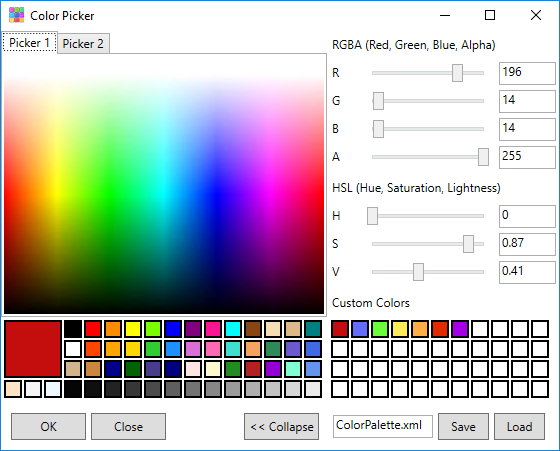 Color Picker
Picker 1 Picker 2
RGBA (Red, Green, Blue, Alpha)
R 196
G 14
B 14
A 255
HSL (Hue, Saturation, Lightness)
H 0
S 0.87
V 0.41
Custom Colors
OK Close << Collapse ColorPalette.xml Save Load